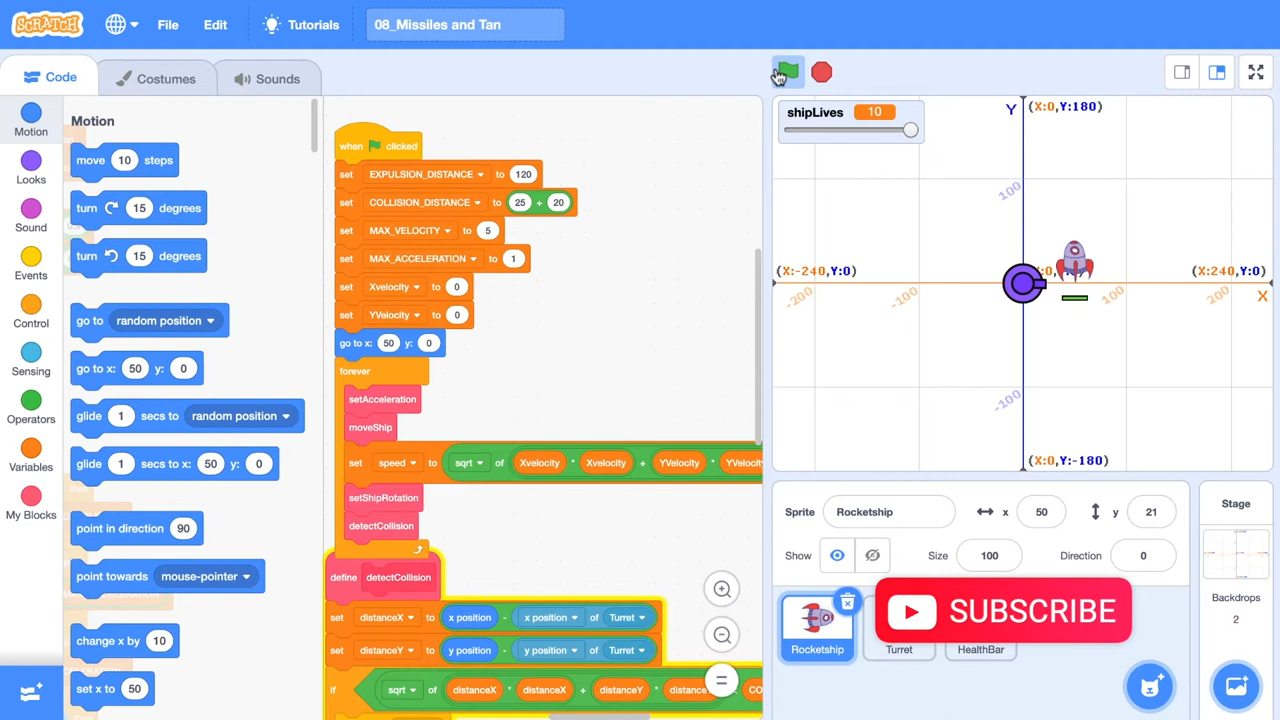 SCRATCH File Edit Tutorials 08_Missiles and Tan
Code Costumes Sounds
Motion
Looks
Sound
Events
Control
Sensing
Operators
Variables
My Blocks
Motion
move 10 steps
turn 15 degrees
turn 15 degrees
go to random position
go to x: 50 y: 0
glide 1 secs to random position
glide 1 secs to x: 50 y: 0
point in direction 90
point towards mouse-pointer
change x by 10
set x to 50
when clicked
set EXPULSION_DISTANCE to 120
set COLLISION_DISTANCE to 25 + 20
set MAX_VELOCITY to 5
set MAX_ACCELERATION to 1
set Xvelocity to 0
set YVelocity to 0
go to x: 50 y: 0
forever
setAcceleration
moveShip
set speed to sqrt of Xvelocity * Xvelocity + YVelocity * YVelocity
setShipRotation
detectCollision
define detectCollision
set distanceX to x position - x position of Turret
set distanceY to y position - y position of Turret
if sqrt of distanceX * distanceX + distanceY * distance CO
shipLives 10
Y (X:0,Y:180)
100
(X:-240,Y:0) (X:240,Y:0)
-200 -100 100 200 X
-100
(X:0,Y:-180)
Sprite Rocketship x 50 y 21
Show Size 100 Direction 0
SUBSCRIBE
Rocketship Turret HealthBar
Stage
Backdrops
2